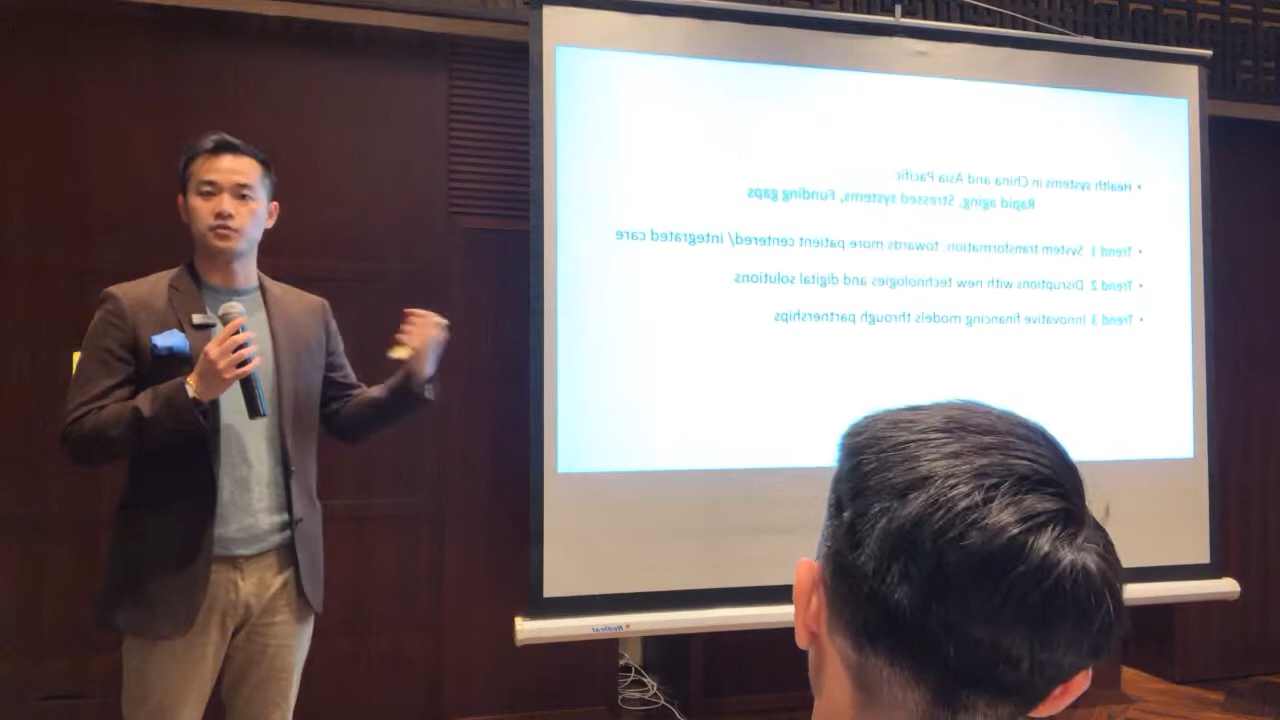 • Health systems in China and Asia Pacific:
Rapid aging, Stressed systems, Funding gaps
• Trend 1 System transformation: towards more patient centered/ integrated care
• Trend 2 Disruptions with new technologies and digital solutions
• Trend 3 Innovative financing models through partnerships